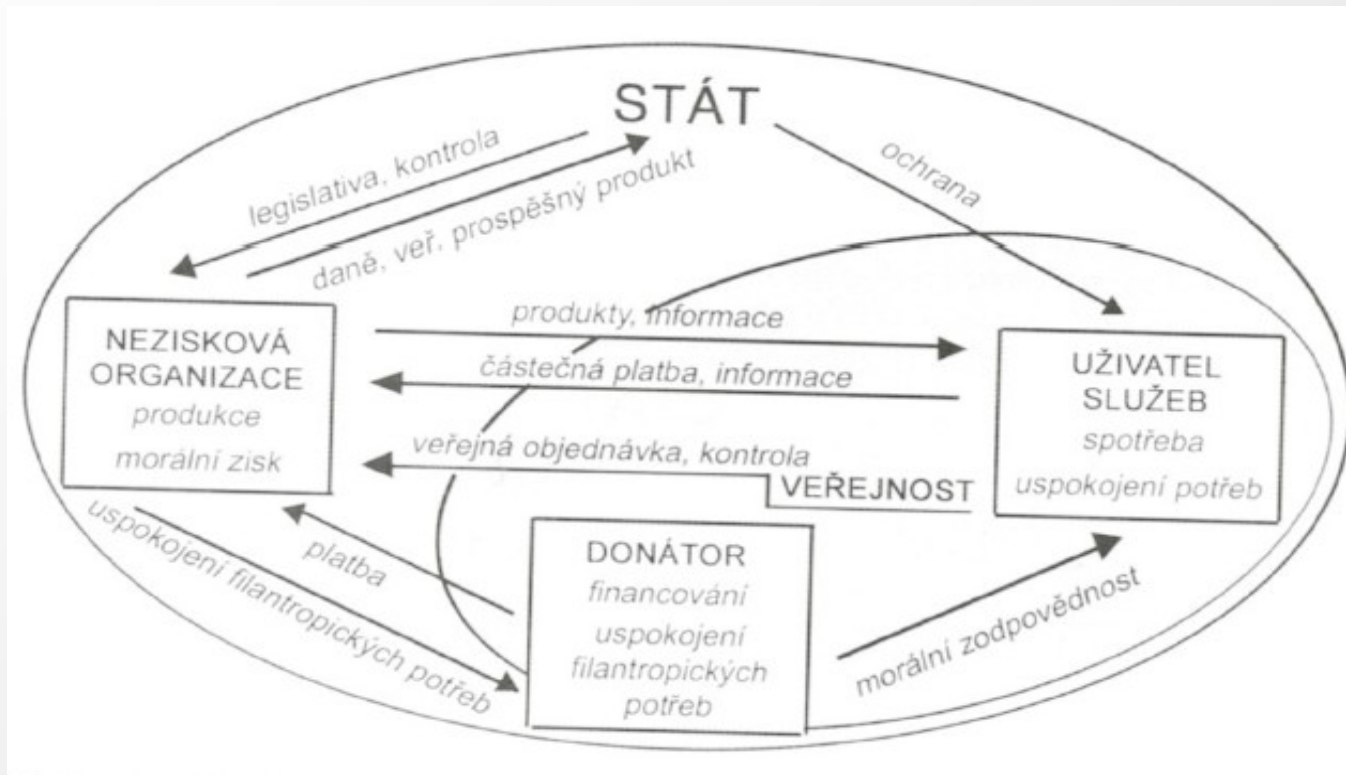 STÁT
legislativa, kontrola
daně, veř. prospěšný produkt
ochrana
NEZISKOVÁ
ORGANIZACE
produkce
morální zisk
produkty, informace
částečná platba, informace
veřejná objednávka, kontrola
VEŘEJNOST
UŽIVATEL
SLUŽEB
spotřeba
uspokojení potřeb
uspokojení filantropických potřeb
platba
DONÁTOR
financování
uspokojení
filantropických
potřeb
morální zodpovědnost